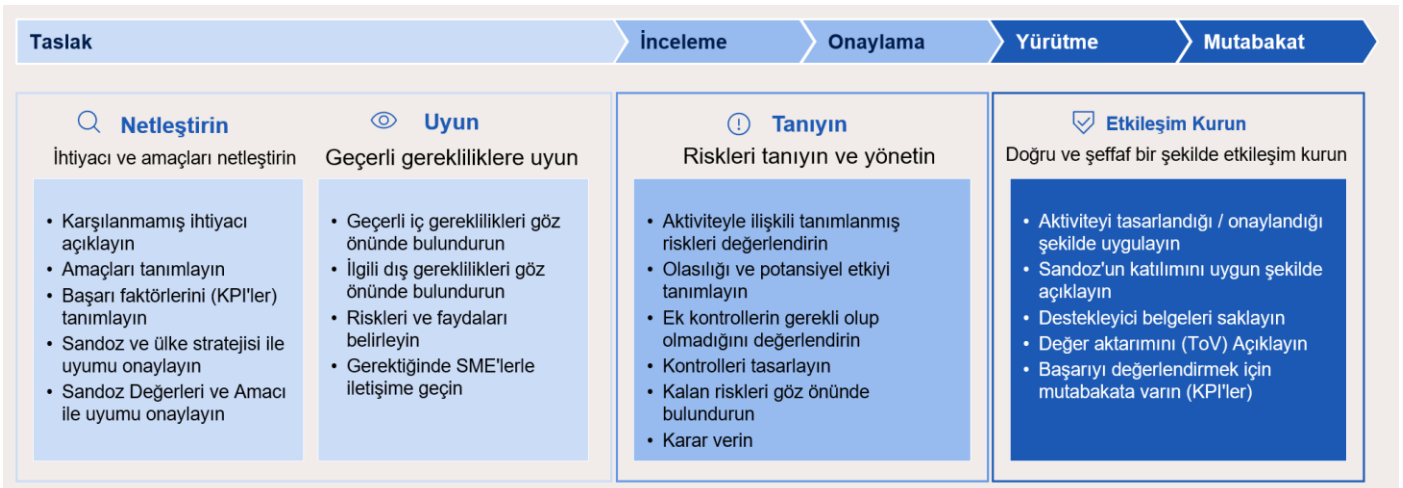 Taslak
İnceleme
Onaylama
Yürütme
Mutabakat
Netleştirin
İhtiyacı ve amaçları netleştirin
• Karşılanmamış ihtiyacı
açıklayın
• Amaçları tanımlayın
• Başarı faktörlerini (KPI'ler)
tanımlayın
• Sandoz ve ülke stratejisi ile
uyumu onaylayın
• Sandoz Değerleri ve Amacı
ile uyumu onaylayın
Uyun
Geçerli gerekliliklere uyun
• Geçerli iç gereklilikleri göz
önünde bulundurun
• İlgili dış gereklilikleri göz
önünde bulundurun
• Riskleri ve faydaları
belirleyin
• Gerektiğinde SME'lerle
iletişime geçin
Tanıyın
Riskleri tanıyın ve yönetin
• Aktiviteyle ilişkili tanımlanmış
riskleri değerlendirin
• Olasılığı ve potansiyel etkiyi
tanımlayın
• Ek kontrollerin gerekli olup
olmadığını değerlendirin
• Kontrolleri tasarlayın
• Kalan riskleri göz önünde
bulundurun
• Karar verin
Etkileşim Kurun
Doğru ve şeffaf bir şekilde etkileşim kurun
• Aktiviteyi tasarlandığı / onaylandığı
şekilde uygulayın
• Sandoz'un katılımını uygun şekilde
açıklayın
• Destekleyici belgeleri saklayın
• Değer aktarımını (ToV) Açıklayın
• Başarıyı değerlendirmek için
mutabakata varın (KPI'ler)